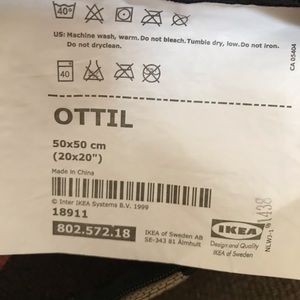 40°
CA 05404
US: Machine wash, warm. Do not bleach. Tumble dry, low. Do not iron.
Do not dryclean.
40
OTTIL
50x50 cm
(20x20")
Made in China
© Inter IKEA Systems B.V. 1999
18911
802.572.18
IKEA of Sweden AB
SE-343 81 Älmhult
IKEA
Design and Quality
IKEA of Sweden
1438